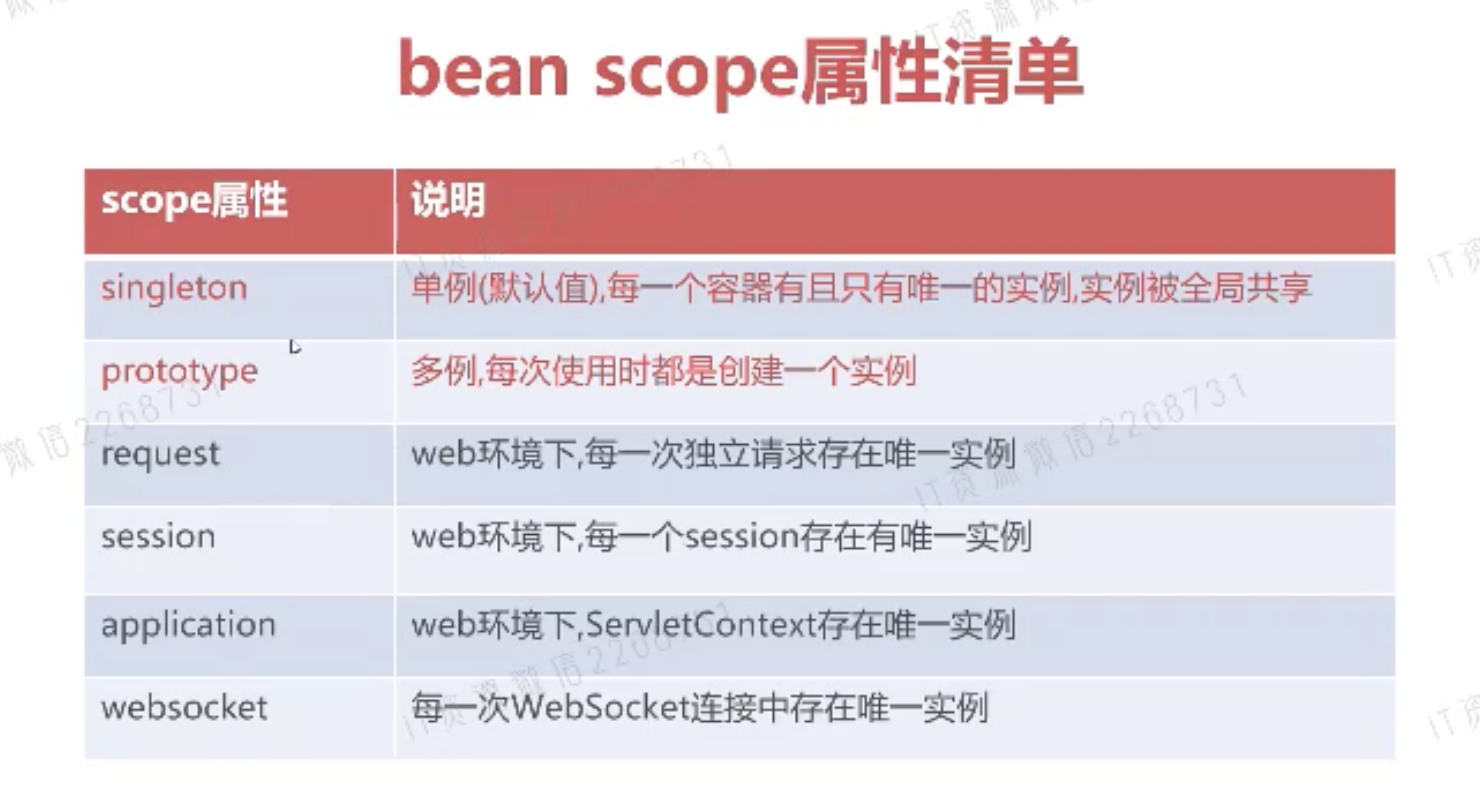 bean scope属性清单
scope属性 说明
singleton 单例(默认值),每一个容器有且只有唯一的实例,实例被全局共享
prototype 多例,每次使用时都是创建一个实例
request web环境下,每一次独立请求存在唯一实例
session web环境下,每一个session存在有唯一实例
application web环境下,ServletContext存在唯一实例
websocket 每一次WebSocket连接中存在唯一实例
IT资源微信2268731